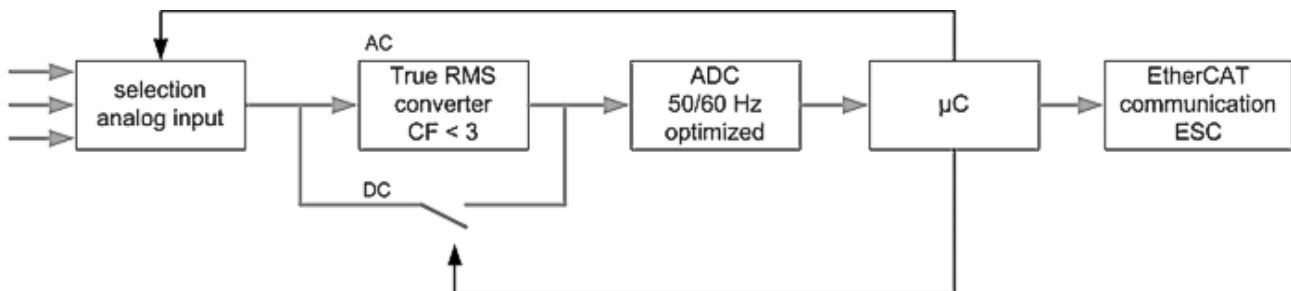 AC
selection
analog input
True RMS
converter
CF < 3
ADC
50/60 Hz
optimized
µC
EtherCAT
communication
ESC
DC